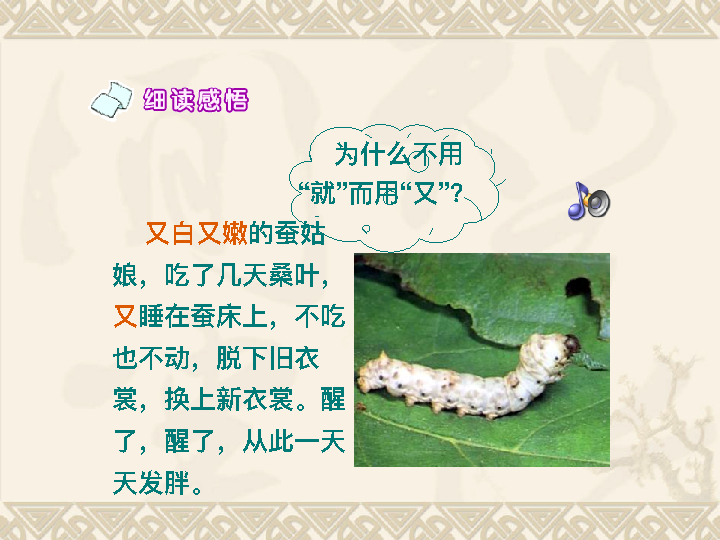 细读感悟
为什么不用
“就”而用“又”？
又白又嫩的蚕姑
娘，吃了几天桑叶，
又睡在蚕床上，不吃
也不动，脱下旧衣
裳，换上新衣裳。醒
了，醒了，从此一天
天发胖。